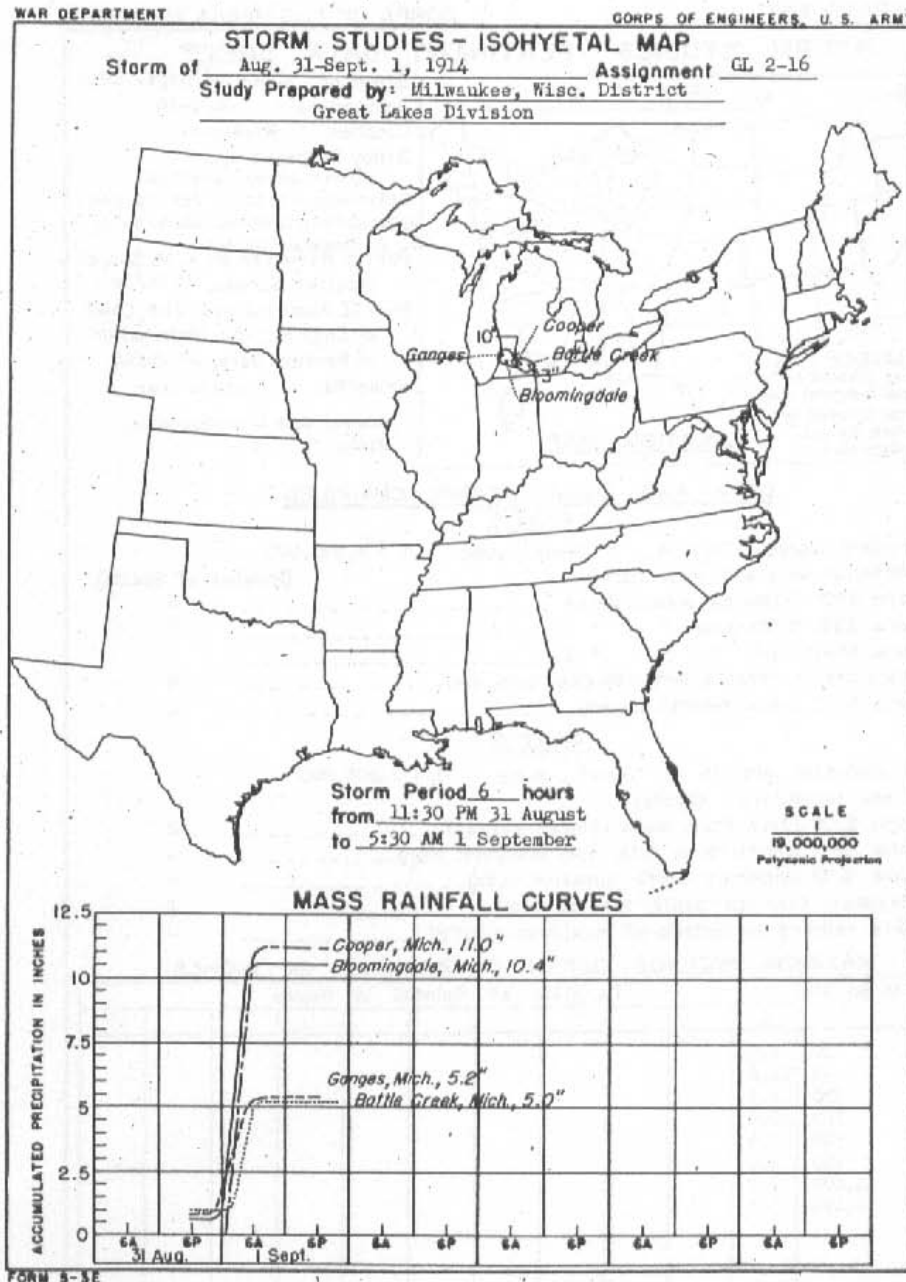 WAR DEPARTMENT
CORPS OF ENGINEERS, U. S. ARM
STORM STUDIES - ISOHYETAL MAP
Storm of Aug. 31-Sept. 1, 1914 Assignment GL 2-16
Study Prepared by: Milwaukee, Wisc. District
Great Lakes Division
10"
Cooper
Ganges
Battle Creek
3"
Bloomingdale
Storm Period 6 hours
from 11:30 PM 31 August
to 5:30 AM 1 September
SCALE
1
19,000,000
Polyconic Projection
MASS RAINFALL CURVES
ACCUMULATED PRECIPITATION IN INCHES
12.5
10
7.5
5
2.5
0
Cooper, Mich., 11.0"
Bloomingdale, Mich., 10.4"
Ganges, Mich., 5.2"
Battle Creek, Mich., 5.0"
6A 6P 6A 6P 6A 6P 6A 6P 6A 6P 6A 6P
31 Aug. 1 Sept.
FORM S-3E